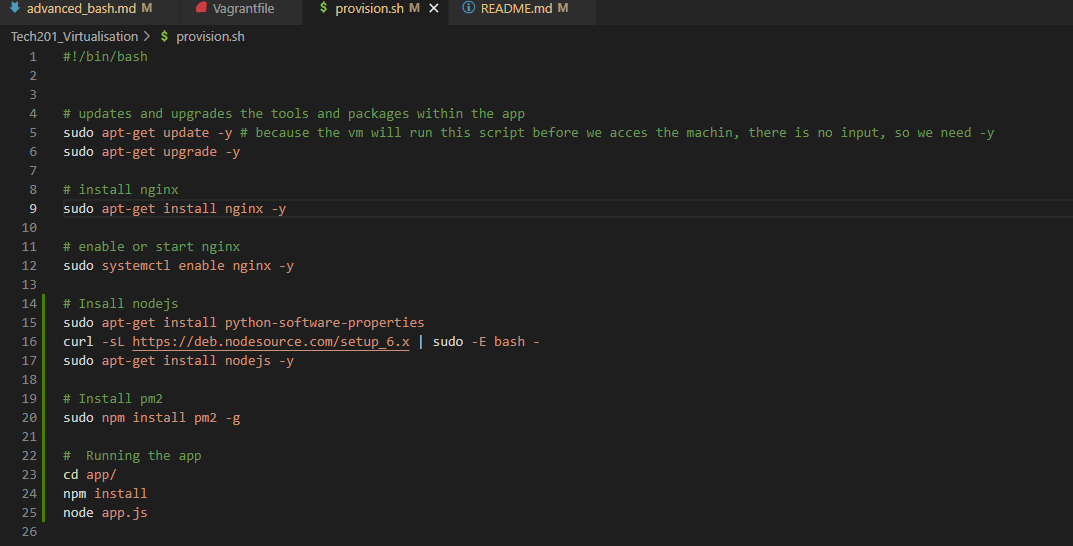 advanced_bash.md M Vagrantfile $ provision.sh M × ⓘ README.md M
Tech201_Virtualisation > $ provision.sh
1 #!/bin/bash
2
3
4 # updates and upgrades the tools and packages within the app
5 sudo apt-get update -y # because the vm will run this script before we acces the machin, there is no input, so we need -y
6 sudo apt-get upgrade -y
7
8 # install nginx
9 sudo apt-get install nginx -y
10
11 # enable or start nginx
12 sudo systemctl enable nginx -y
13
14 # Insall nodejs
15 sudo apt-get install python-software-properties
16 curl -sL https://deb.nodesource.com/setup_6.x | sudo -E bash -
17 sudo apt-get install nodejs -y
18
19 # Install pm2
20 sudo npm install pm2 -g
21
22 #  Running the app
23 cd app/
24 npm install
25 node app.js
26